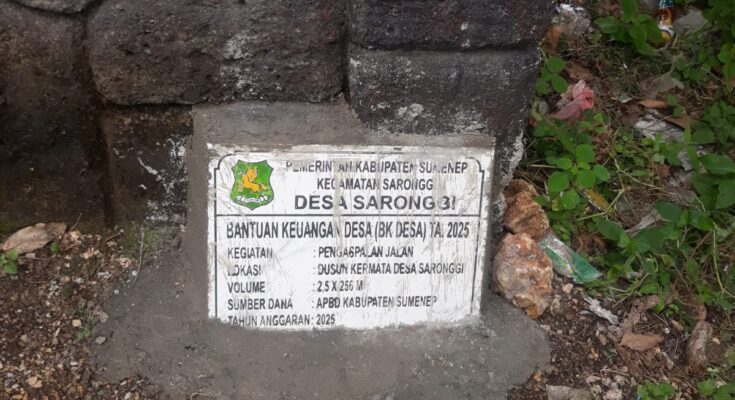 PEMERINTAH KABUPATEN SUMENEP
KECAMATAN SARONGGI
DESA SARONGGI
BANTUAN KEUANGAN DESA (BK DESA) TA. 2025
KEGIATAN : PENGASPALAN JALAN
LOKASI : DUSUN KERMATA DESA SARONGGI
VOLUME : 2.5 X 256 M
SUMBER DANA : APBD KABUPATEN SUMENEP
TAHUN ANGGARAN : 2025